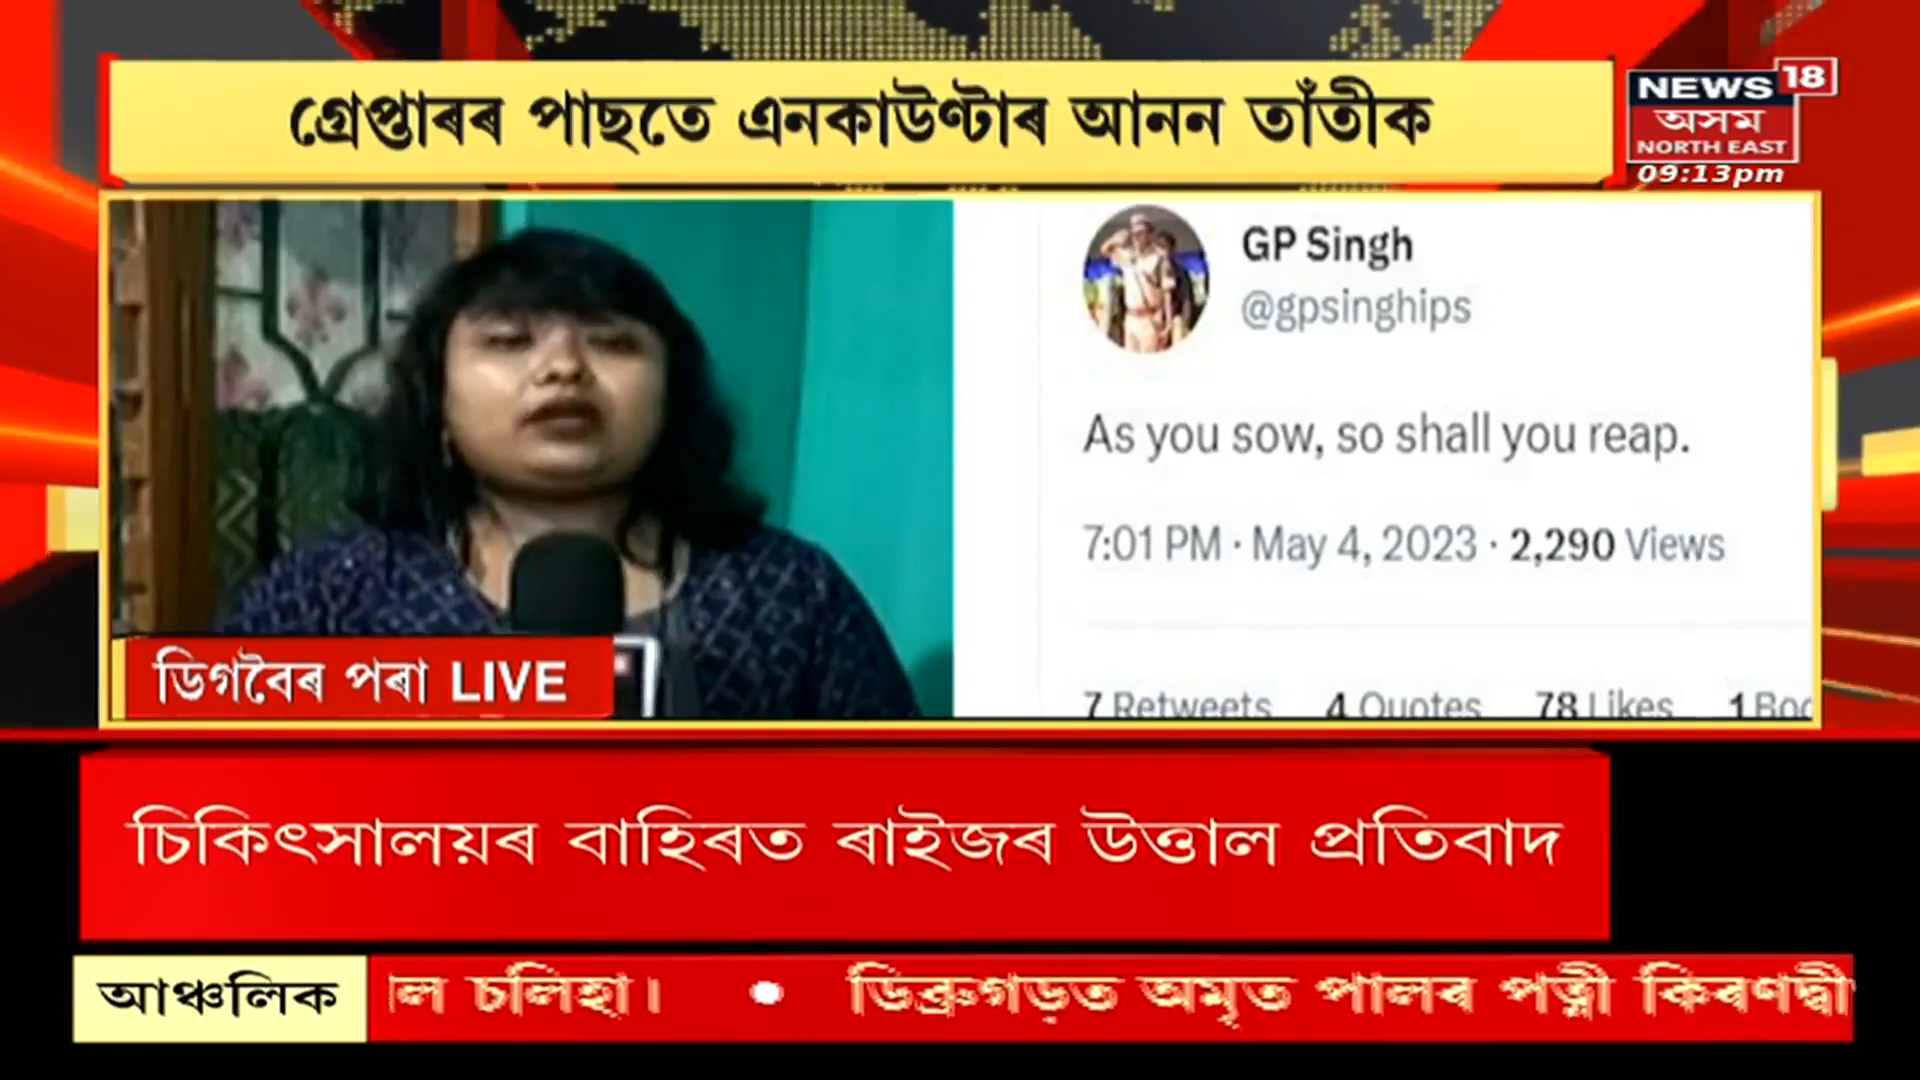 গ্ৰেপ্তাৰৰ পাছতে এনকাউণ্টাৰ আনন তাঁতীক
NEWS 18
অসম
NORTH EAST
09:13pm
GP Singh
@gpsinghips
As you sow, so shall you reap.
7:01 PM · May 4, 2023 · 2,290 Views
7 Retweets 4 Quotes 78 Likes 1
ডিগবৈৰ পৰা LIVE
চিকিৎসালয়ৰ বাহিৰত ৰাইজৰ উত্তাল প্ৰতিবাদ
আঞ্চলিক
চলিহা। • ডিব্ৰুগড়ত অমৃত পালৰ পত্নী